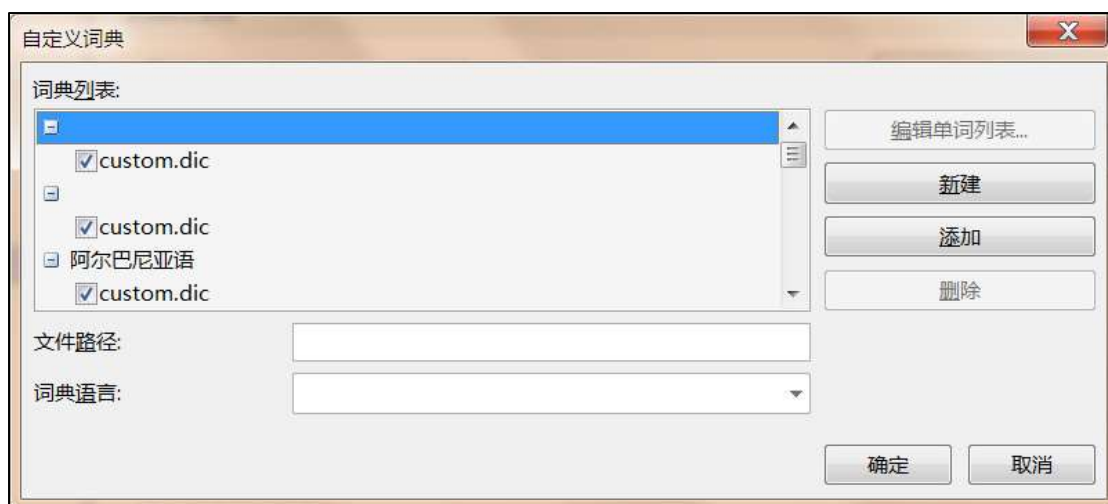 自定义词典
词典列表:
custom.dic
custom.dic
阿尔巴尼亚语
custom.dic
编辑单词列表...
新建
添加
删除
文件路径:
词典语言:
确定
取消